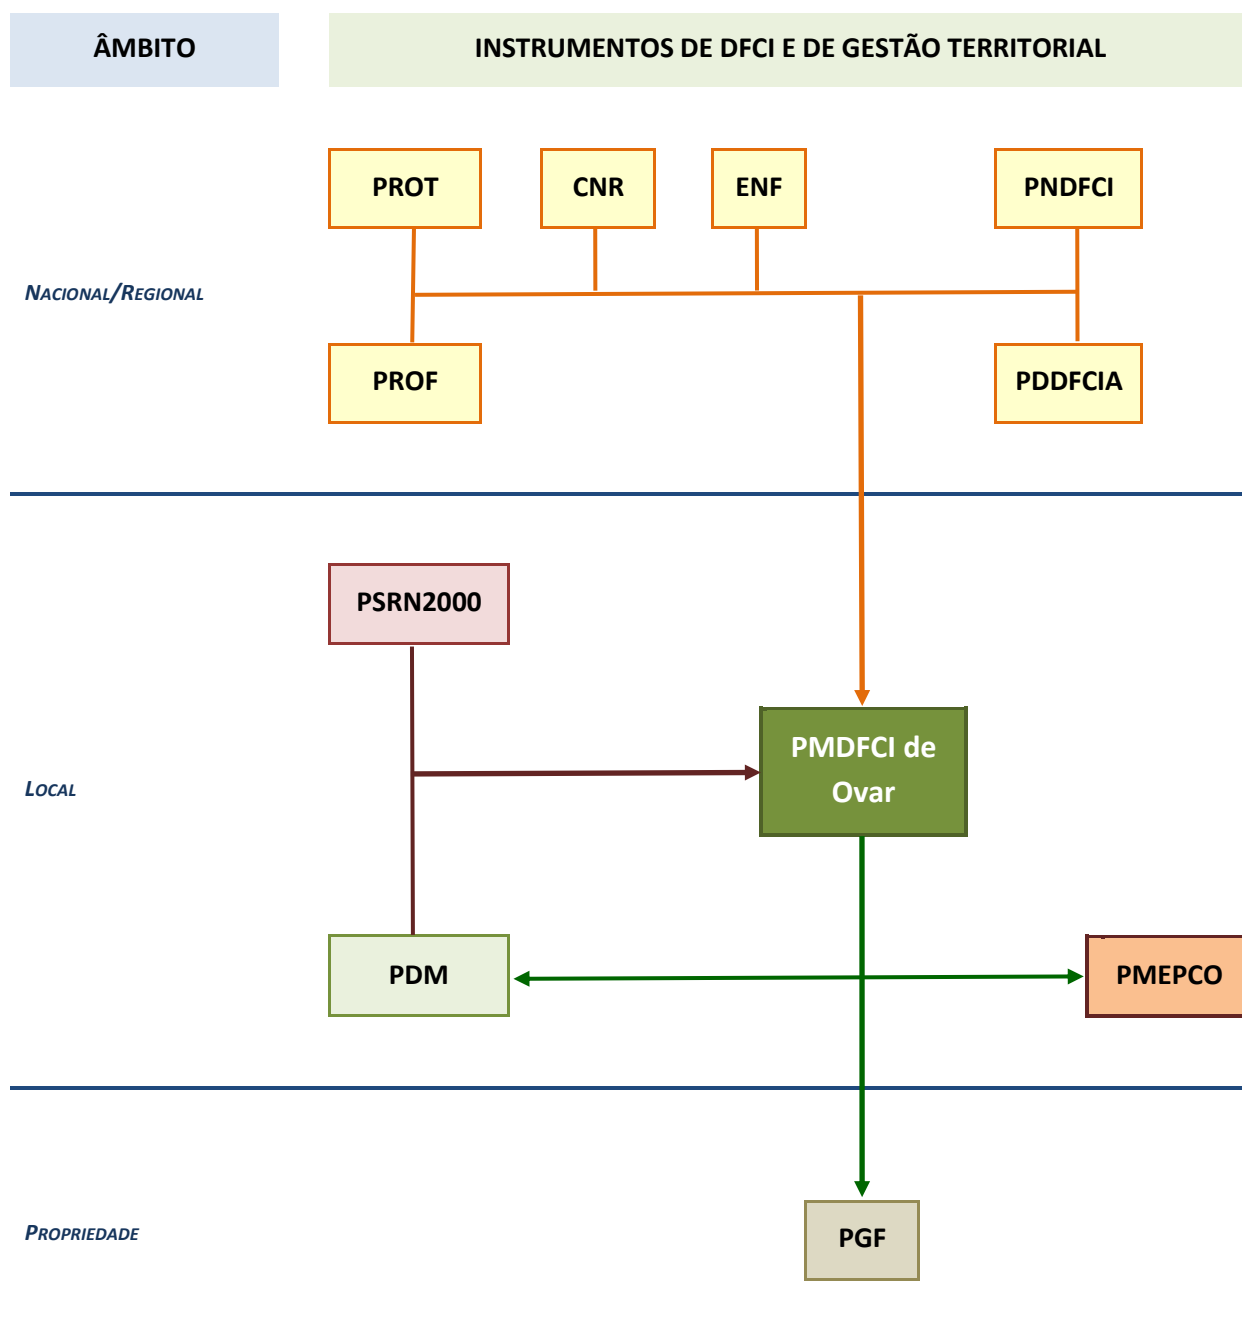 ÂMBITO
INSTRUMENTOS DE DFCI E DE GESTÃO TERRITORIAL
PROT
CNR
ENF
PNDFCI
NACIONAL/REGIONAL
PROF
PDDFCIA
PSRN2000
PMDFCI de
Ovar
LOCAL
PDM
PMEPCO
PROPRIEDADE
PGF